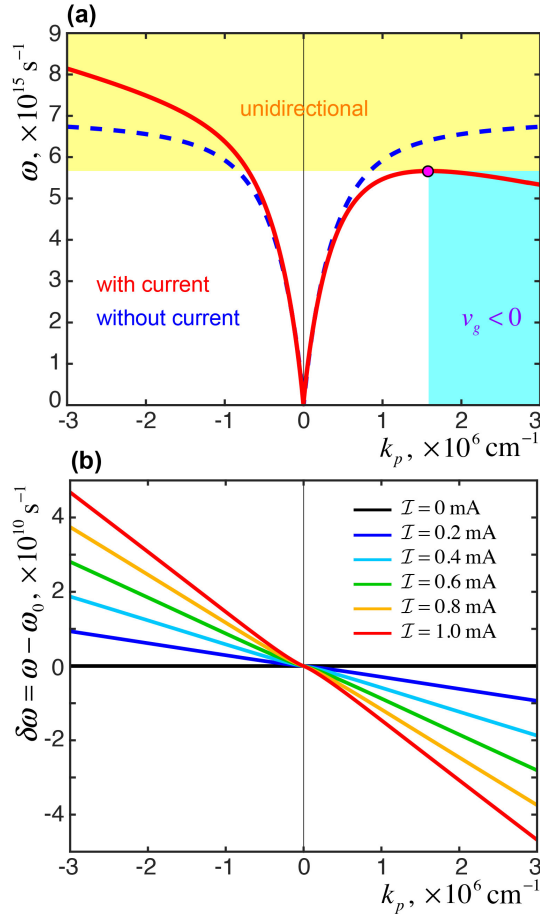 (a)
ω, ×10¹⁵ s⁻¹
9
8
7
6
5
4
3
2
1
0
unidirectional
with current
without current
v_g < 0
-3 -2 -1 0 1 2 3
k_p, ×10⁶ cm⁻¹
(b)
δω = ω − ω₀, ×10¹⁰ s⁻¹
4
2
0
-2
-4
ℐ = 0 mA
ℐ = 0.2 mA
ℐ = 0.4 mA
ℐ = 0.6 mA
ℐ = 0.8 mA
ℐ = 1.0 mA
-3 -2 -1 0 1 2 3
k_p, ×10⁶ cm⁻¹